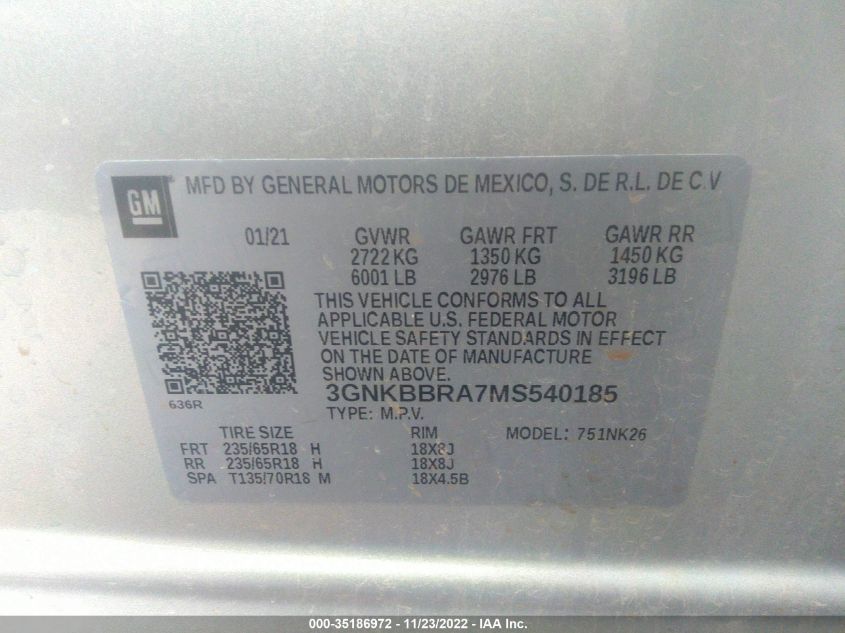 GM ® MFD BY GENERAL MOTORS DE MEXICO, S. DE R.L. DE C.V
01/21 GVWR GAWR FRT GAWR RR
2722 KG 1350 KG 1450 KG
6001 LB 2976 LB 3196 LB
THIS VEHICLE CONFORMS TO ALL
APPLICABLE U.S. FEDERAL MOTOR
VEHICLE SAFETY STANDARDS IN EFFECT
ON THE DATE OF MANUFACTURE
SHOWN ABOVE.
3GNKBBRA7MS540185
636R
TYPE: M.P.V.
TIRE SIZE RIM MODEL: 751NK26
FRT 235/65R18 H 18X8J
RR 235/65R18 H 18X8J
SPA T135/70R18 M 18X4.5B
000-35186972 - 11/23/2022 - IAA Inc.